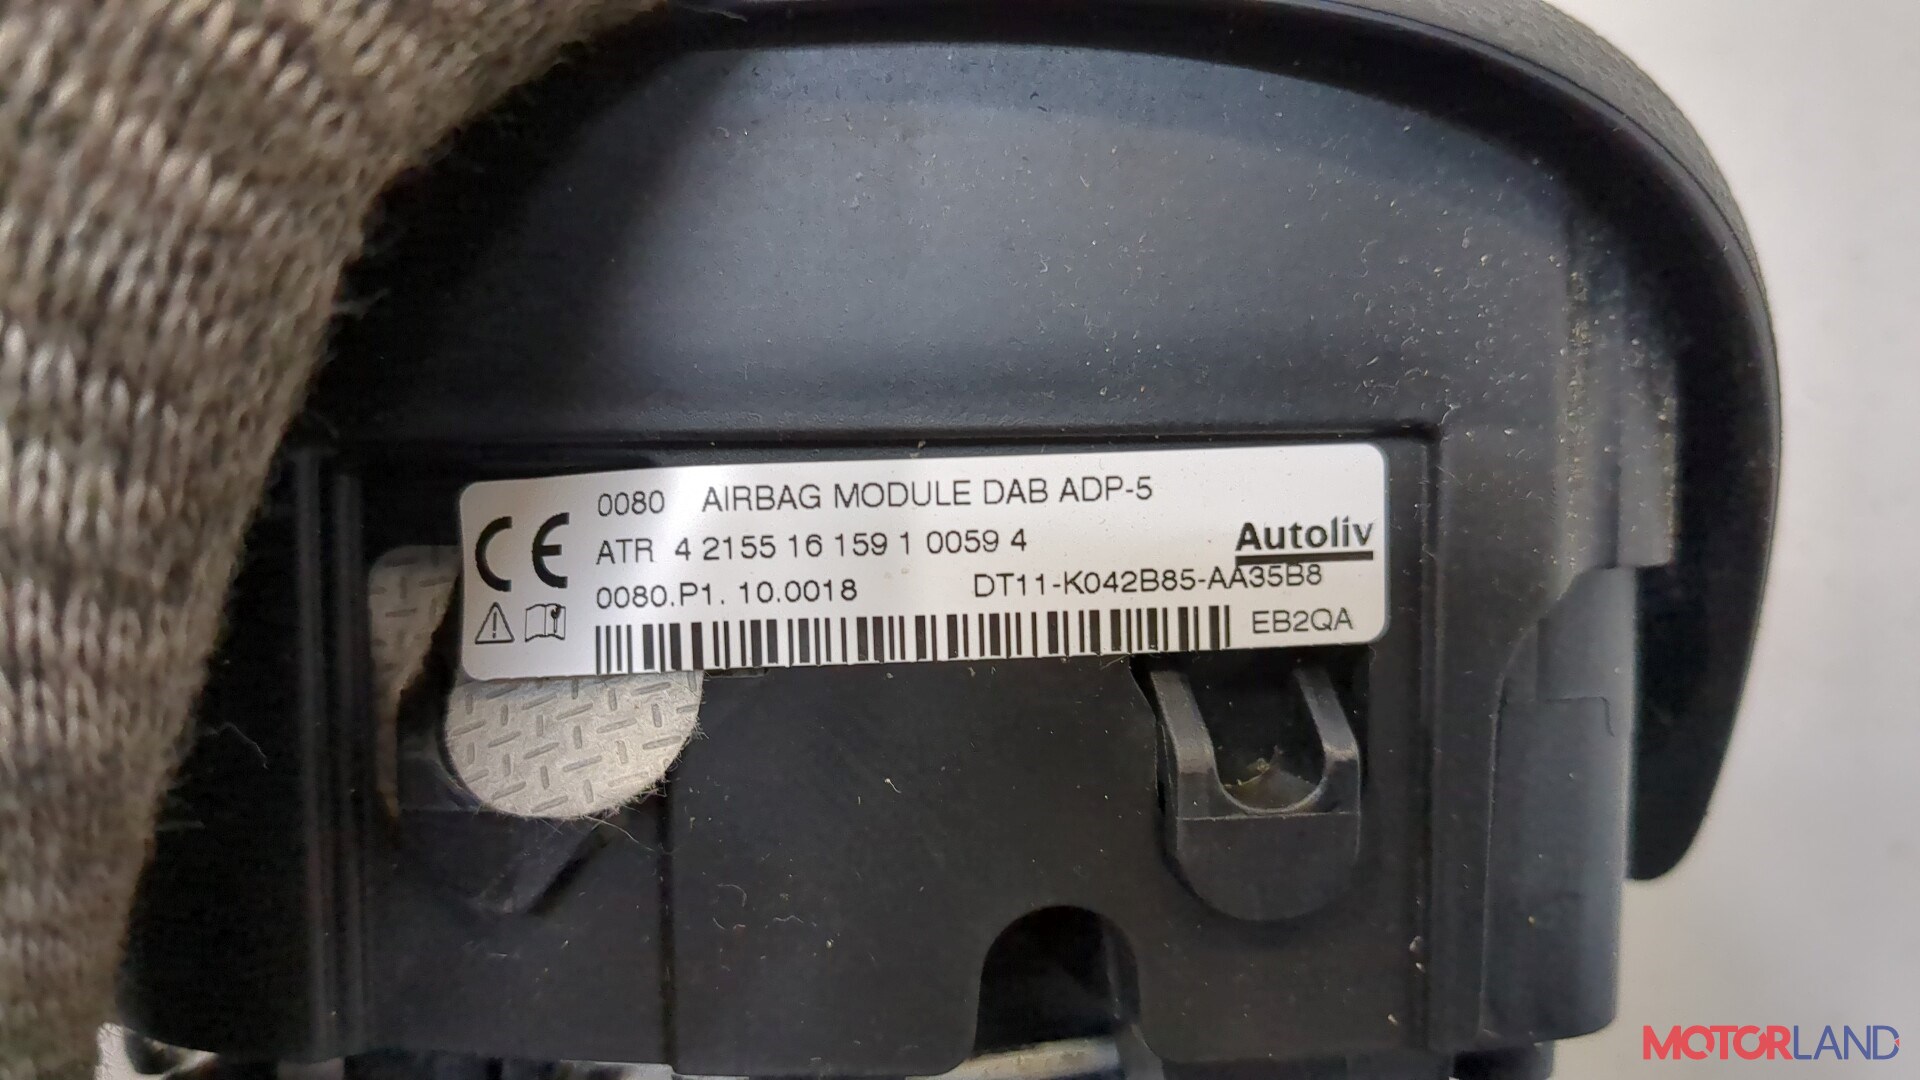 0080 AIRBAG MODULE DAB ADP-5
CE
ATR 4 2155 16 159 1 0059 4
Autoliv
0080.P1. 10.0018 DT11-K042B85-AA35B8
EB2QA
MOTORLAND